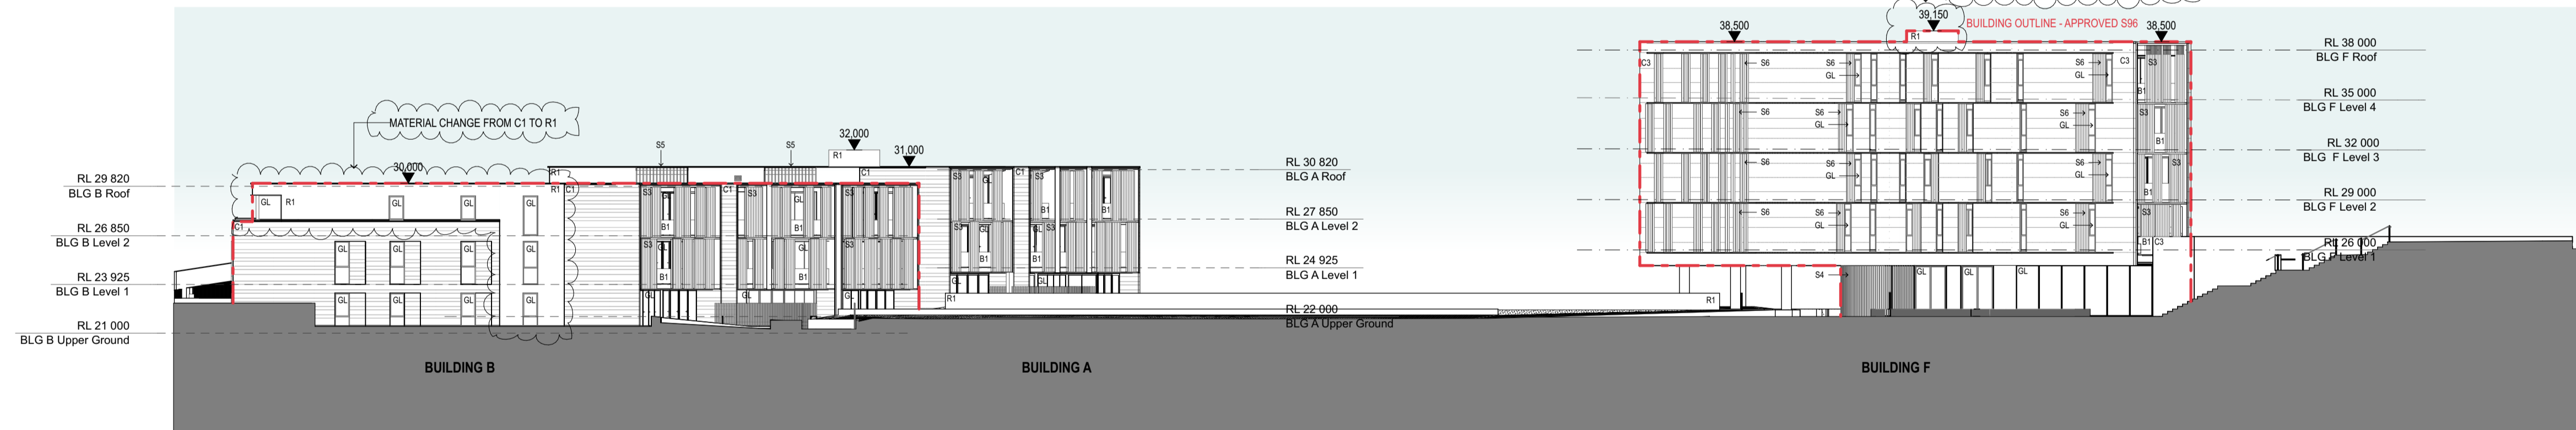 39,150
BUILDING OUTLINE - APPROVED S96
38,500
38,500
R1
RL 38 000
BLG F Roof
C3
S6
S6
GL
S6
GL
C3
S3
B1
RL 35 000
BLG F Level 4
S6
S6
GL
S6
GL
S3
B1
RL 32 000
BLG F Level 3
S6
S6
GL
S6
GL
S3
B1
RL 29 000
BLG F Level 2
S6
S6
GL
S6
GL
S3
B1
C3
RL 26 000
BLG F Level 1
S4
GL
GL
GL
MATERIAL CHANGE FROM C1 TO R1
30,000
S5
S5
32,000
R1
31,000
RL 29 820
BLG B Roof
R1
R1
C1
C1
C1
RL 30 820
BLG A Roof
GL
R1
GL
GL
GL
S3
GL
B1
S3
GL
B1
S3
S3
GL
C1
S3
B1
B1
RL 26 850
BLG B Level 2
C1
RL 27 850
BLG A Level 2
GL
GL
GL
GL
S3
GL
B1
GL
B1
S3
S3
GL
B1
GL
S3
B1
RL 23 925
BLG B Level 1
RL 24 925
BLG A Level 1
GL
GL
GL
GL
GL
GL
GL
GL
GL
R1
R1
RL 21 000
BLG B Upper Ground
RL 22 000
BLG A Upper Ground
BUILDING B
BUILDING A
BUILDING F